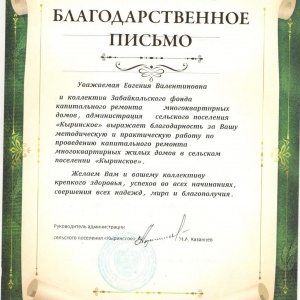 БЛАГОДАРСТВЕННОЕ
ПИСЬМО
Уважаемая Евгения Валентиновна
и коллектив Забайкальского фонда
капитального ремонта многоквартирных
домов, администрация сельского поселения
«Кыринское» выражает благодарность за Вашу
методическую и практическую работу по
проведению капитального ремонта
многоквартирных жилых домов в сельском
поселении «Кыринское».
Желаем Вам и вашему коллективу
крепкого здоровья, успехов во всех начинаниях,
свершения всех надежд, мира и благополучия.
Руководитель администрации
сельского поселения «Кыринское» М.А. Казанцев